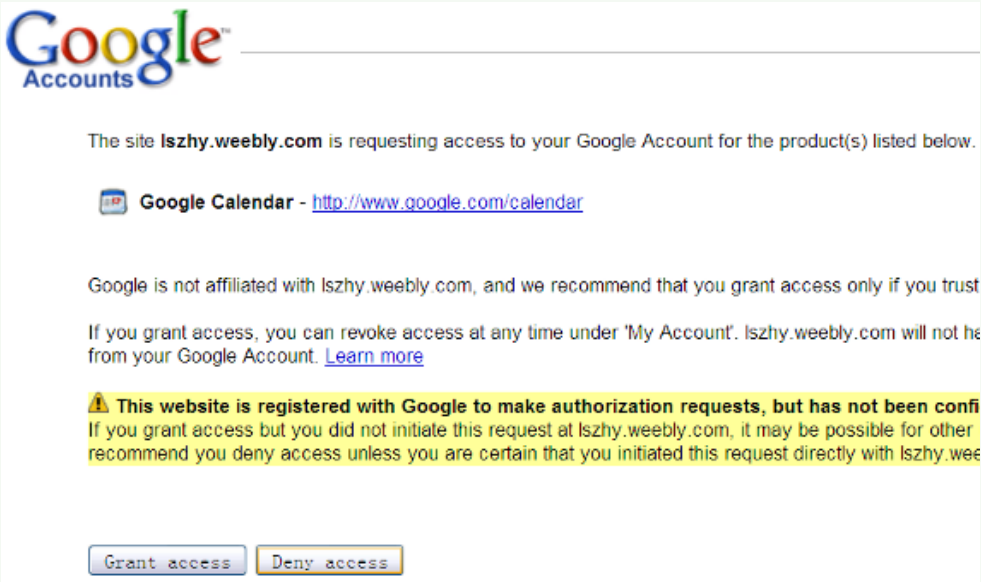 Google™
Accounts
The site lszhy.weebly.com is requesting access to your Google Account for the product(s) listed below.
Google Calendar - http://www.google.com/calendar
Google is not affiliated with lszhy.weebly.com, and we recommend that you grant access only if you trust
If you grant access, you can revoke access at any time under 'My Account'. lszhy.weebly.com will not ha
from your Google Account. Learn more
This website is registered with Google to make authorization requests, but has not been confi
If you grant access but you did not initiate this request at lszhy.weebly.com, it may be possible for other
recommend you deny access unless you are certain that you initiated this request directly with lszhy.wee
Grant access Deny access